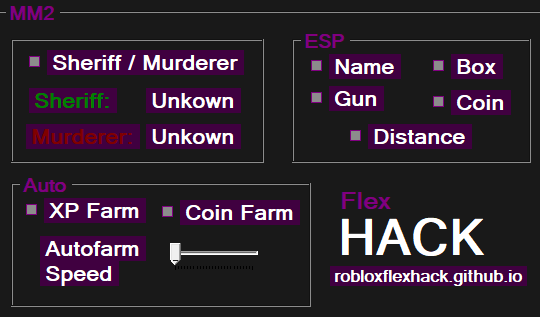 MM2
Sheriff / Murderer
Sheriff: Unkown
Murderer: Unkown
ESP
Name Box
Gun Coin
Distance
Auto
XP Farm Coin Farm
Autofarm
Speed
Flex
HACK
robloxflexhack.github.io